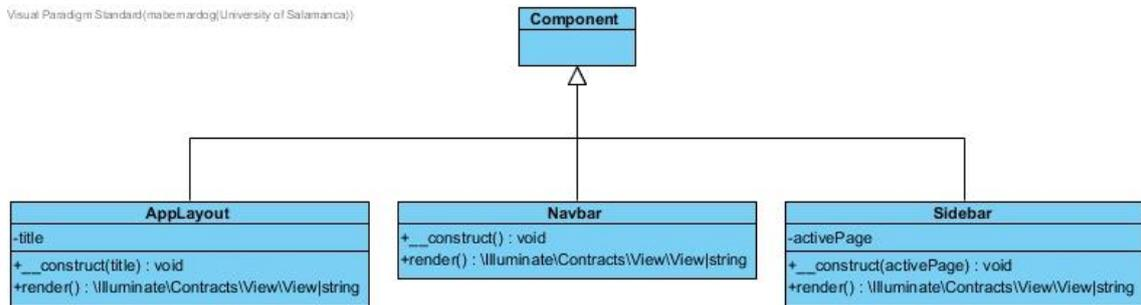 Visual Paradigm Standard(mabernardog(University of Salamanca))
Component
AppLayout
-title
+__construct(title) : void
+render() : \Illuminate\Contracts\View\View|string
Navbar
+__construct() : void
+render() : \Illuminate\Contracts\View\View|string
Sidebar
-activePage
+__construct(activePage) : void
+render() : \Illuminate\Contracts\View\View|string